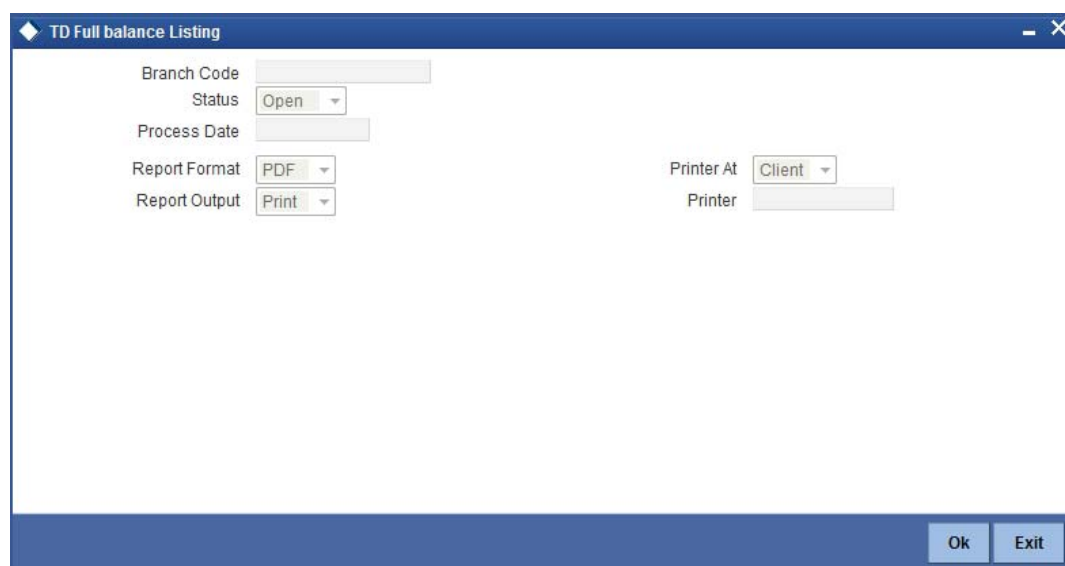 TD Full balance Listing
Branch Code
Status Open
Process Date
Report Format PDF
Printer At Client
Report Output Print
Printer
Ok Exit